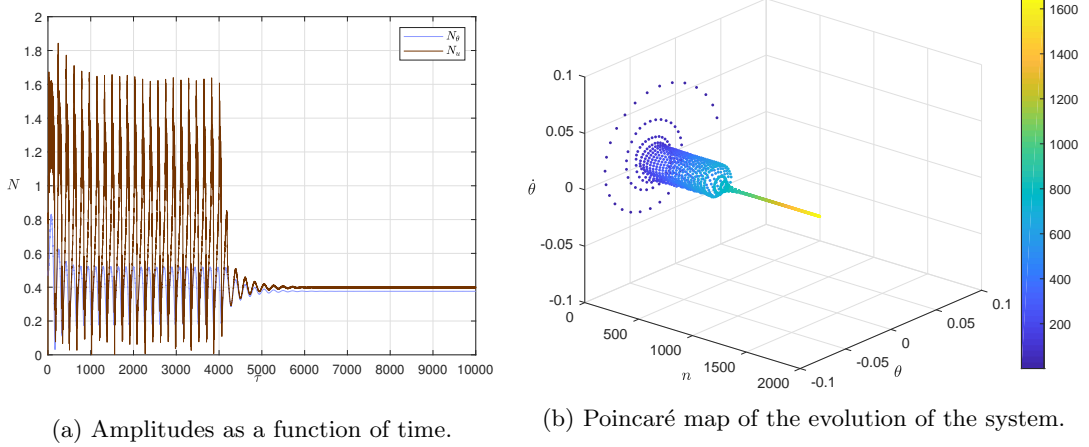 2
1.8
1.6
1.4
1.2
1
0.8
0.6
0.4
0.2
0
N
N_θ
N_u
0 1000 2000 3000 4000 5000 6000 7000 8000 9000 10000
τ
(a) Amplitudes as a function of time.
0.1
0.05
0
-0.05
-0.1
θ̇
0 500 1000 1500 2000
n
-0.1 -0.05 0 0.05 0.1
θ
1600
1400
1200
1000
800
600
400
200
(b) Poincaré map of the evolution of the system.